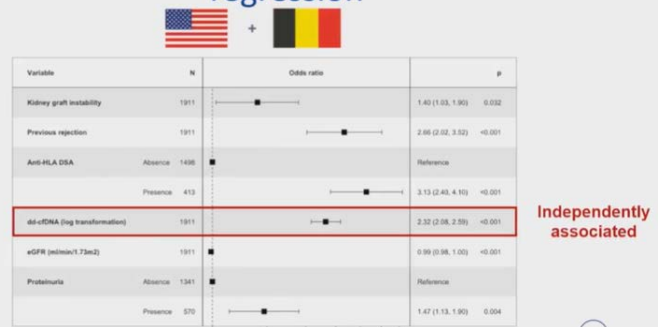 regression
+
Variable N Odds ratio p
Kidney graft instability 1911 1.40 (1.03, 1.90) 0.032
Previous rejection 1911 2.66 (2.02, 3.52) <0.001
Anti-HLA DSA Absence 1498 Reference
Presence 413 3.13 (2.40, 4.10) <0.001
dd-cfDNA (log transformation) 1911 2.32 (2.08, 2.59) <0.001
Independently
associated
eGFR (ml/min/1.73m2) 1911 0.99 (0.98, 1.00) <0.001
Proteinuria Absence 1341 Reference
Presence 570 1.47 (1.13, 1.90) 0.004